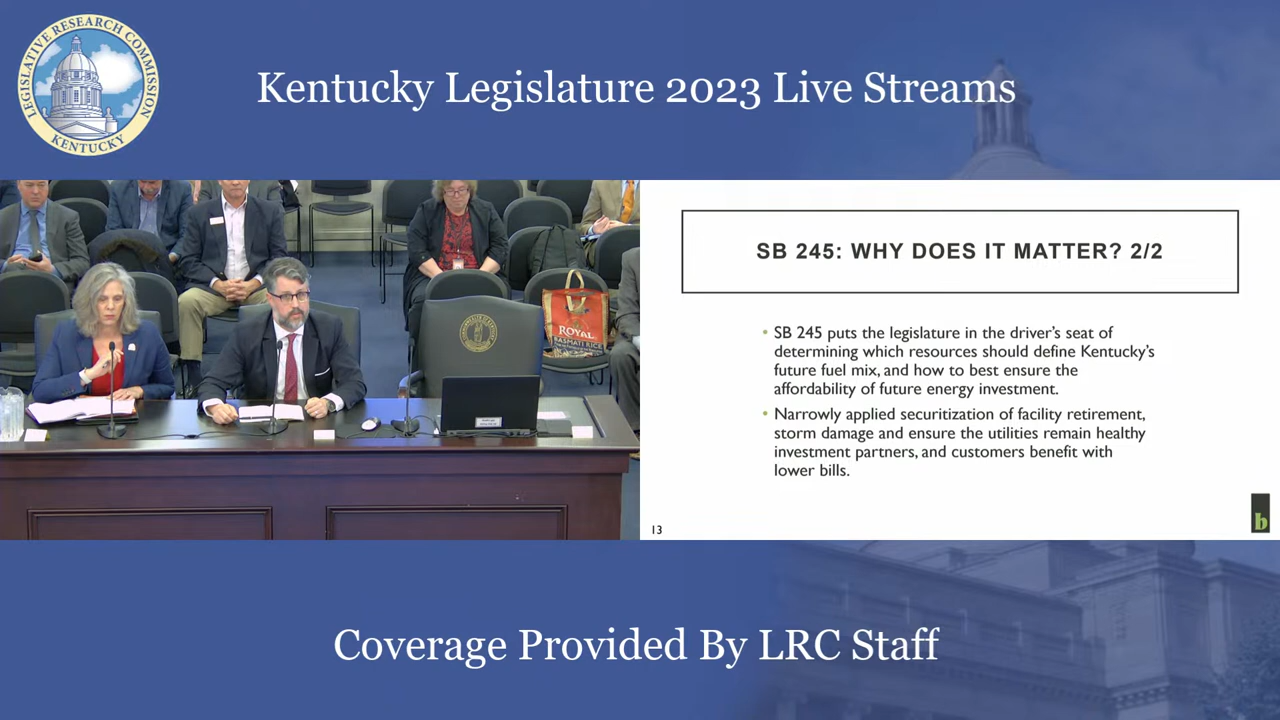 LEGISLATIVE RESEARCH COMMISSION
KENTUCKY
Kentucky Legislature 2023 Live Streams
SB 245: WHY DOES IT MATTER? 2/2
• SB 245 puts the legislature in the driver's seat of
determining which resources should define Kentucky's
future fuel mix, and how to best ensure the
affordability of future energy investment.
• Narrowly applied securitization of facility retirement,
storm damage and ensure the utilities remain healthy
investment partners, and customers benefit with
lower bills.
13
b
ROYAL
BASMATI RICE
Coverage Provided By LRC Staff